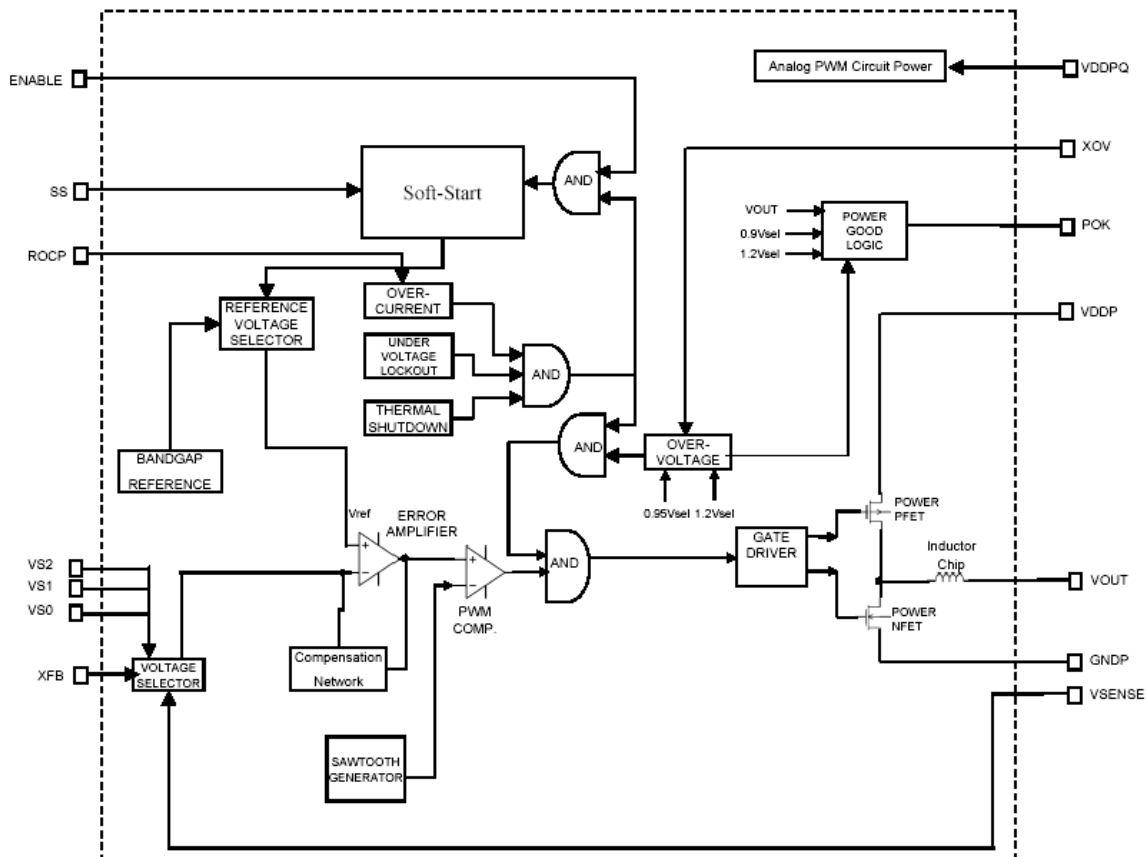 ENABLE
Analog PWM Circuit Power
VDDPQ
XOV
SS
Soft-Start
AND
VOUT
0.9Vsel
1.2Vsel
POWER
GOOD
LOGIC
POK
ROCP
OVER-
CURRENT
REFERENCE
VOLTAGE
SELECTOR
VDDP
UNDER
VOLTAGE
LOCKOUT
AND
THERMAL
SHUTDOWN
AND
OVER-
VOLTAGE
BANDGAP
REFERENCE
0.95Vsel
1.2Vsel
POWER
PFET
Vref
ERROR
AMPLIFIER
+
−
+
−
PWM
COMP.
AND
GATE
DRIVER
Inductor
Chip
VOUT
POWER
NFET
VS2
VS1
VS0
XFB
VOLTAGE
SELECTOR
Compensation
Network
GNDP
VSENSE
SAWTOOTH
GENERATOR